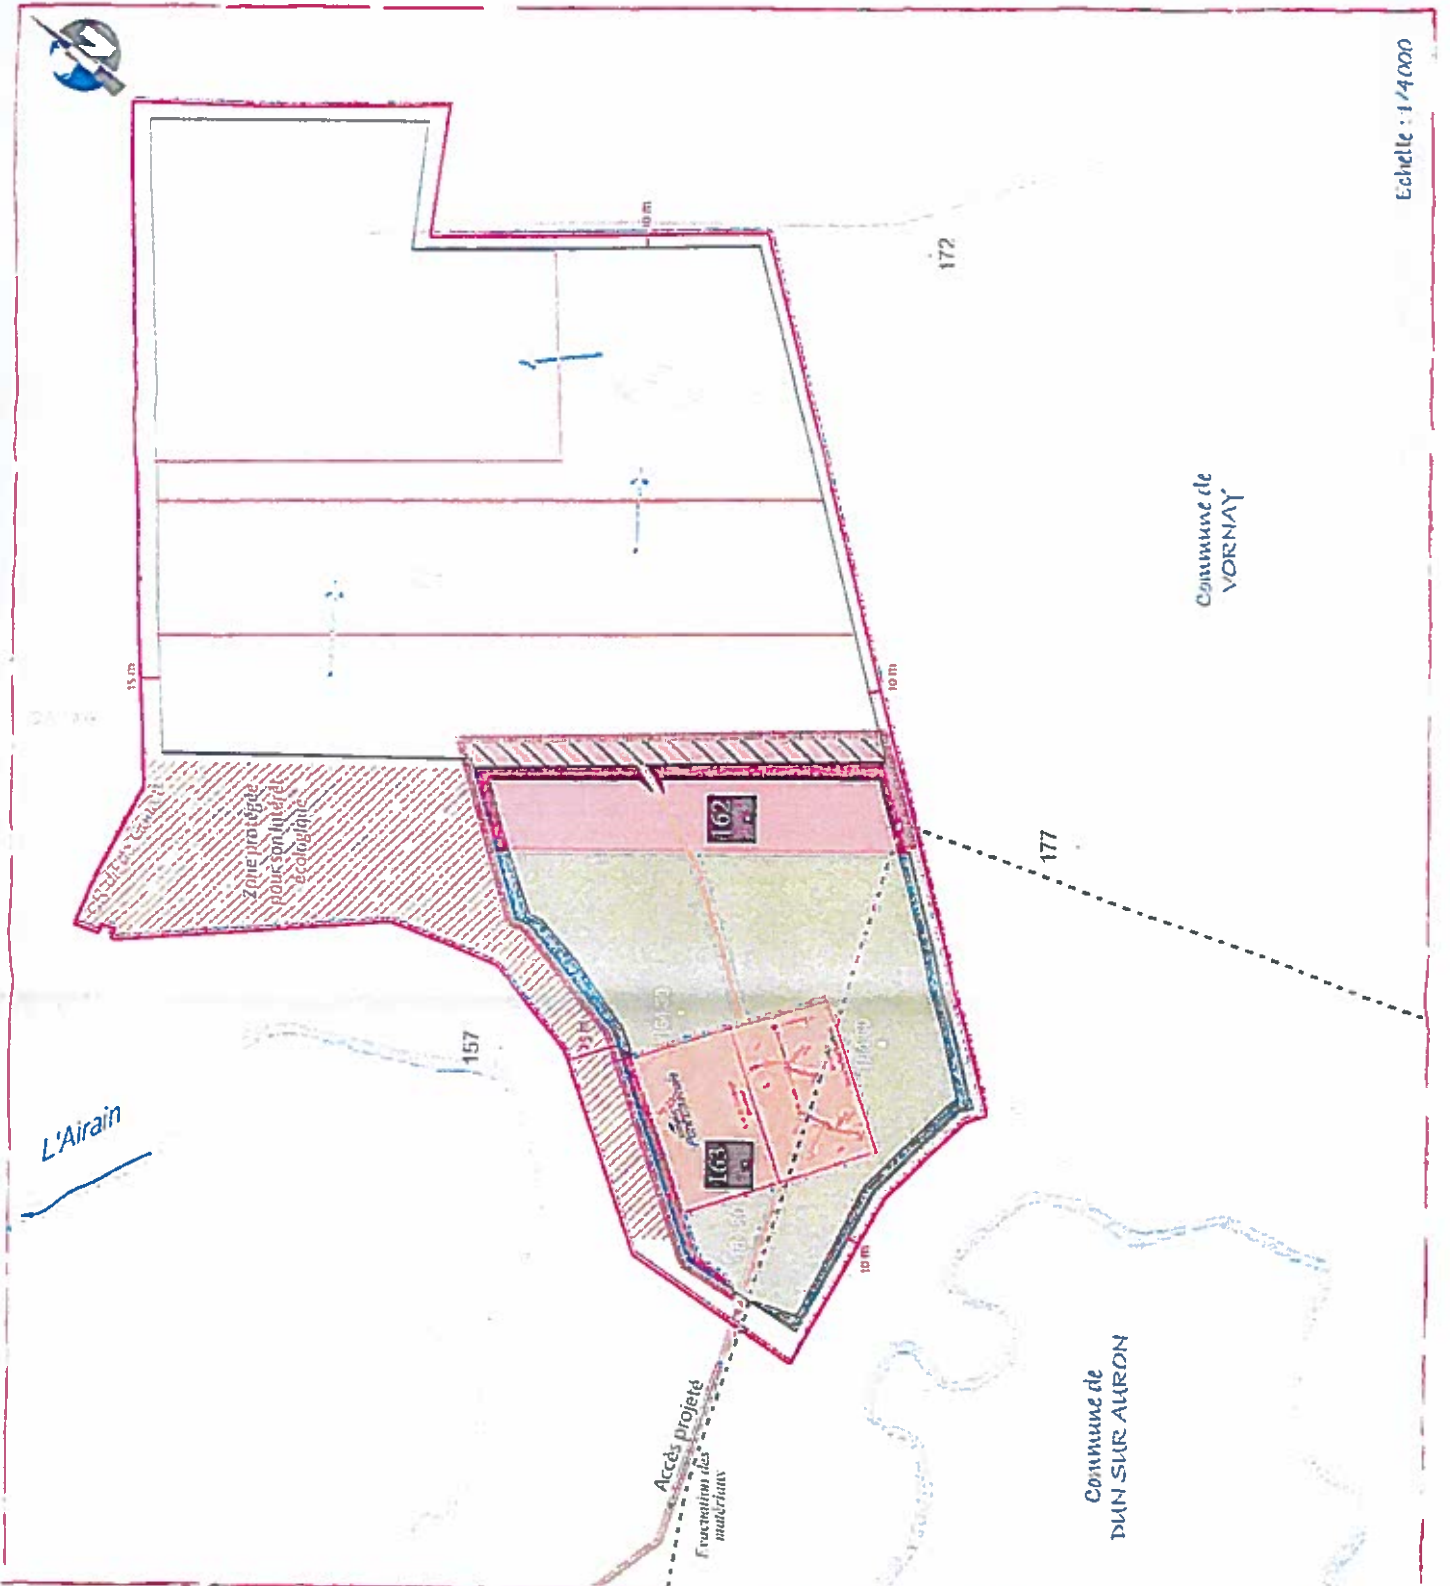 N
Echelle : 1/4000
10 m
172
Commune de
VORNAY
15 m
10 m
Zone protégée
pour son intérêt
écologique
162
177
157
L'Airain
163
10 m
Accès projeté
Evacuation des
matériaux
Commune de
DUN SUR AURON